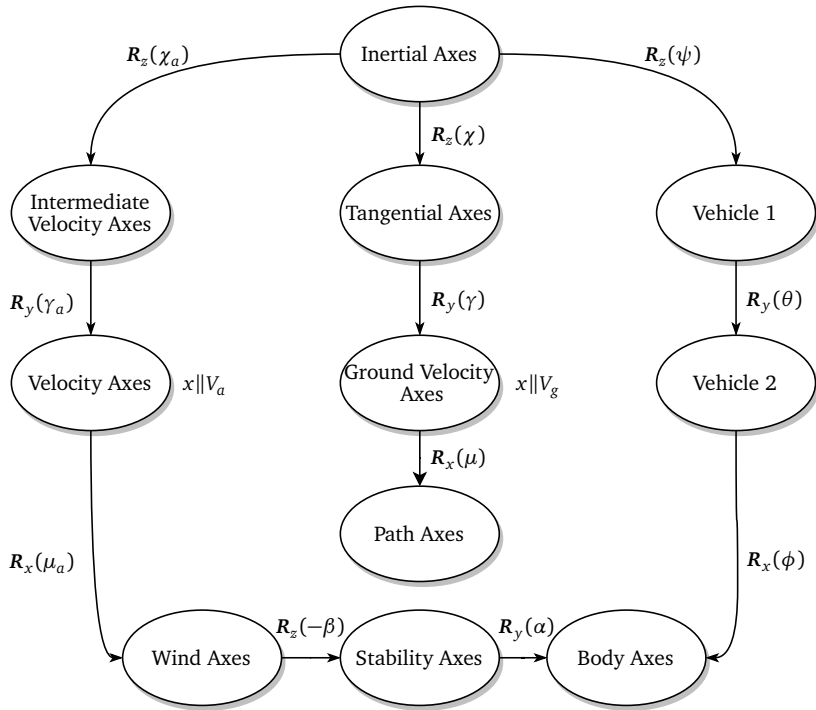 Inertial Axes
R_z(χ_a)
R_z(ψ)
R_z(χ)
Intermediate
Velocity Axes
Tangential Axes
Vehicle 1
R_y(γ_a)
R_y(γ)
R_y(θ)
Velocity Axes
x∥V_a
Ground Velocity
Axes
x∥V_g
Vehicle 2
R_x(μ)
Path Axes
R_x(μ_a)
R_x(ϕ)
R_z(−β)
R_y(α)
Wind Axes
Stability Axes
Body Axes